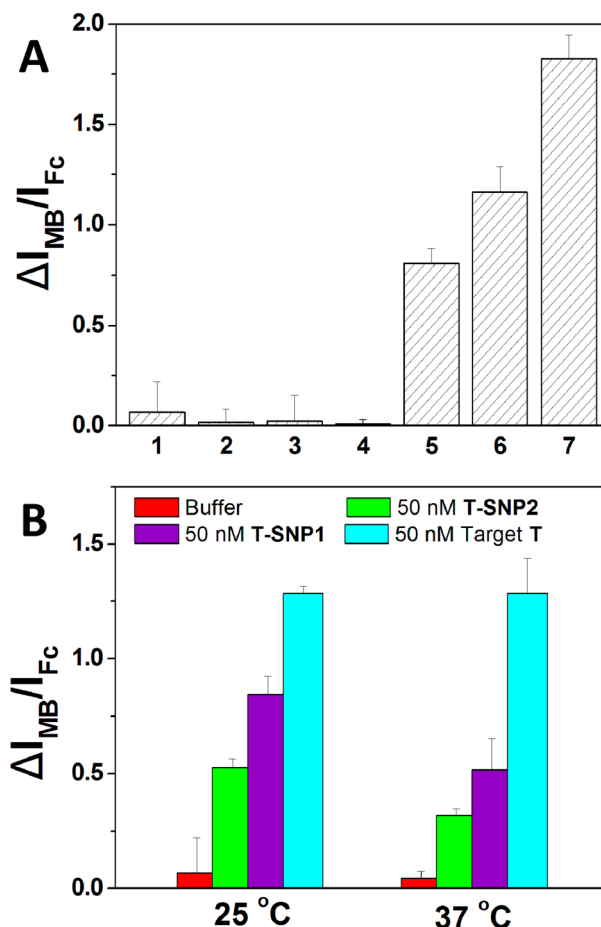 A
2.0
1.5
1.0
0.5
0.0
ΔI_MB/I_Fc
1 2 3 4 5 6 7
B
Buffer 50 nM T-SNP2
50 nM T-SNP1 50 nM Target T
1.5
1.0
0.5
0.0
ΔI_MB/I_Fc
25 °C 37 °C